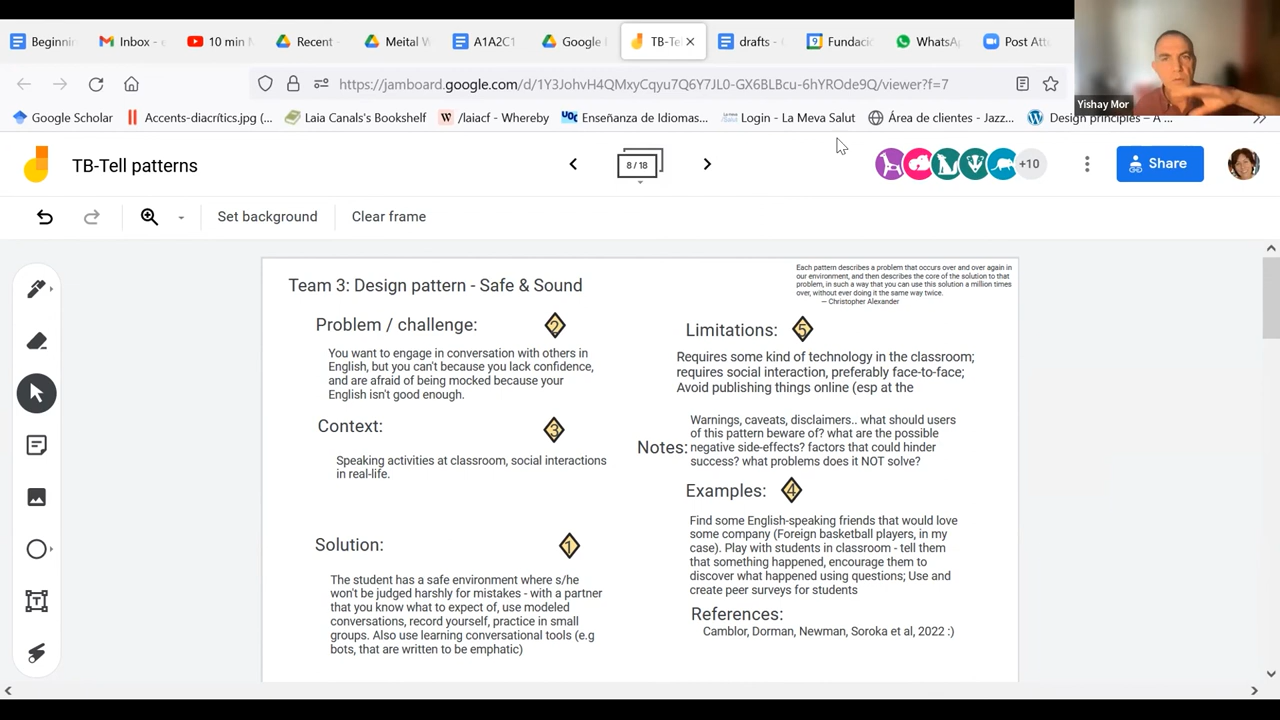 Beginni
Inbox - e
10 min
Recent
Meital W
A1A2C1
Google
TB-Te
drafts -
Fundaci
WhatsA
Post Att
https://jamboard.google.com/d/1Y3JohvH4QMxyCqyu7Q6Y7JL0-GX6BLBcu-6hYROde9Q/viewer?f=7
Yishay Mor
Google Scholar
Accents-diacrítics.jpg (...
Laia Canals's Bookshelf
/laiacf - Whereby
UOC
Enseñanza de Idiomas...
Login - La Meva Salut
Área de clientes - Jazz...
Design principles – A ...
TB-Tell patterns
8 / 18
+10
Share
Set background
Clear frame
Team 3: Design pattern - Safe & Sound
Each pattern describes a problem that occurs over and over again in
our environment, and then describes the core of the solution to that
problem, in such a way that you can use this solution a million times
over, without ever doing it the same way twice.
— Christopher Alexander
Problem / challenge:
2
You want to engage in conversation with others in
English, but you can't because you lack confidence,
and are afraid of being mocked because your
English isn't good enough.
Context:
3
Speaking activities at classroom, social interactions
in real-life.
Solution:
1
The student has a safe environment where s/he
won't be judged harshly for mistakes - with a partner
that you know what to expect of, use modeled
conversations, record yourself, practice in small
groups. Also use learning conversational tools (e.g
bots, that are written to be emphatic)
Limitations:
5
Requires some kind of technology in the classroom;
requires social interaction, preferably face-to-face;
Avoid publishing things online (esp at the
Notes:
Warnings, caveats, disclaimers.. what should users
of this pattern beware of? what are the possible
negative side-effects? factors that could hinder
success? what problems does it NOT solve?
Examples:
4
Find some English-speaking friends that would love
some company (Foreign basketball players, in my
case). Play with students in classroom - tell them
that something happened, encourage them to
discover what happened using questions; Use and
create peer surveys for students
References:
Camblor, Dorman, Newman, Soroka et al, 2022 :)